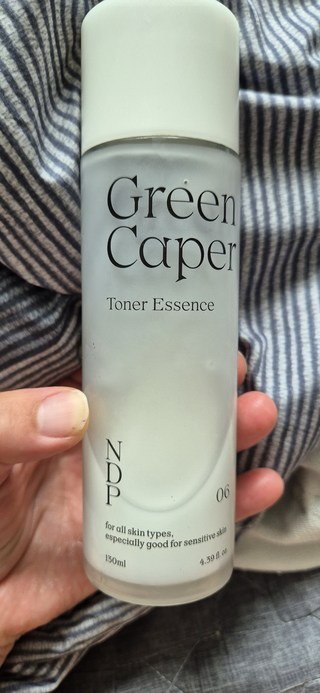 Green
Caper
Toner Essence
N
D
P
06
for all skin types,
especially good for sensitive skin
130ml
4.39 fl. oz